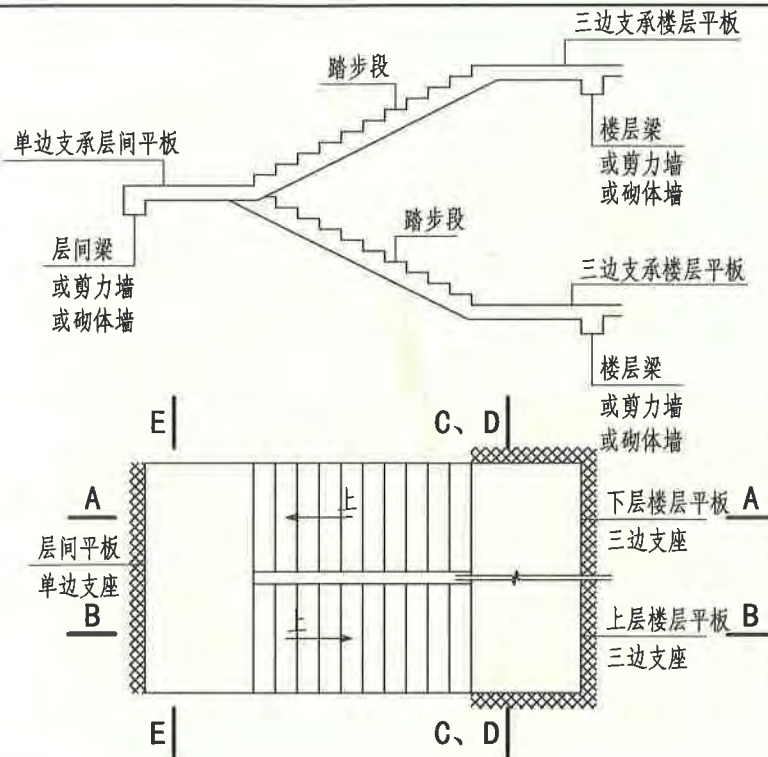 三边支承楼层平板
踏步段
单边支承层间平板
楼层梁
或剪力墙
或砌体墙
踏步段
层间梁
或剪力墙
或砌体墙
三边支承楼层平板
楼层梁
或剪力墙
或砌体墙
E
C、D
A
上
下层楼层平板
三边支座
A
层间平板
单边支座
B
上
上层楼层平板
三边支座
B
E
C、D